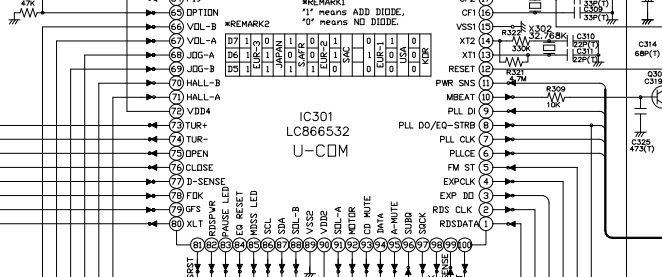 47K
65 OPTION
66 VOL-B
67 VOL-A
68 JOG-A
69 JOG-B
70 HALL-B
71 HALL-A
72 VDD4
73 TUR+
74 TUR-
75 OPEN
76 CLOSE
77 D-SENSE
78 FOK
79 GFS
80 XLT
*REMARK1
"1" means ADD DIODE,
"0" means NO DIODE.
*REMARK2
D7
D6
D5
EUR-3
JAPAN
S.AFR
EUR-2
SAC
EUR-1
USA
KOR
IC301
LC866532
U-COM
CF1 16
VSS1 15
XT2 14
XT1 13
RESET 12
PWR SNS 11
MBEAT 10
PLL DI 9
PLL DO/EQ-STRB 8
PLL CLK 7
PLLCE 6
FM ST 5
EXPCLK 4
EXP DO 3
RDS CLK 2
RDSDATA 1
33P(T)
C309
33P(T)
X302
32.768K
R322
330K
C310
22P(T)
C311
22P(T)
R321
4.7M
R309
10K
C314
68P(T)
C319
C325
473(T)
81
82 RDSPWR
83 PAUSE LED
84 EQ RESET
85 MDSS LED
86 SCL
87 SDA
88 SOL-B
89 VSS2
90 VDD2
91 SOL-A
92 MOTOR
93 CD MUTE
94 DATA
95 A-MUTE
96 SUBQ
97 SQCK
98
99
100